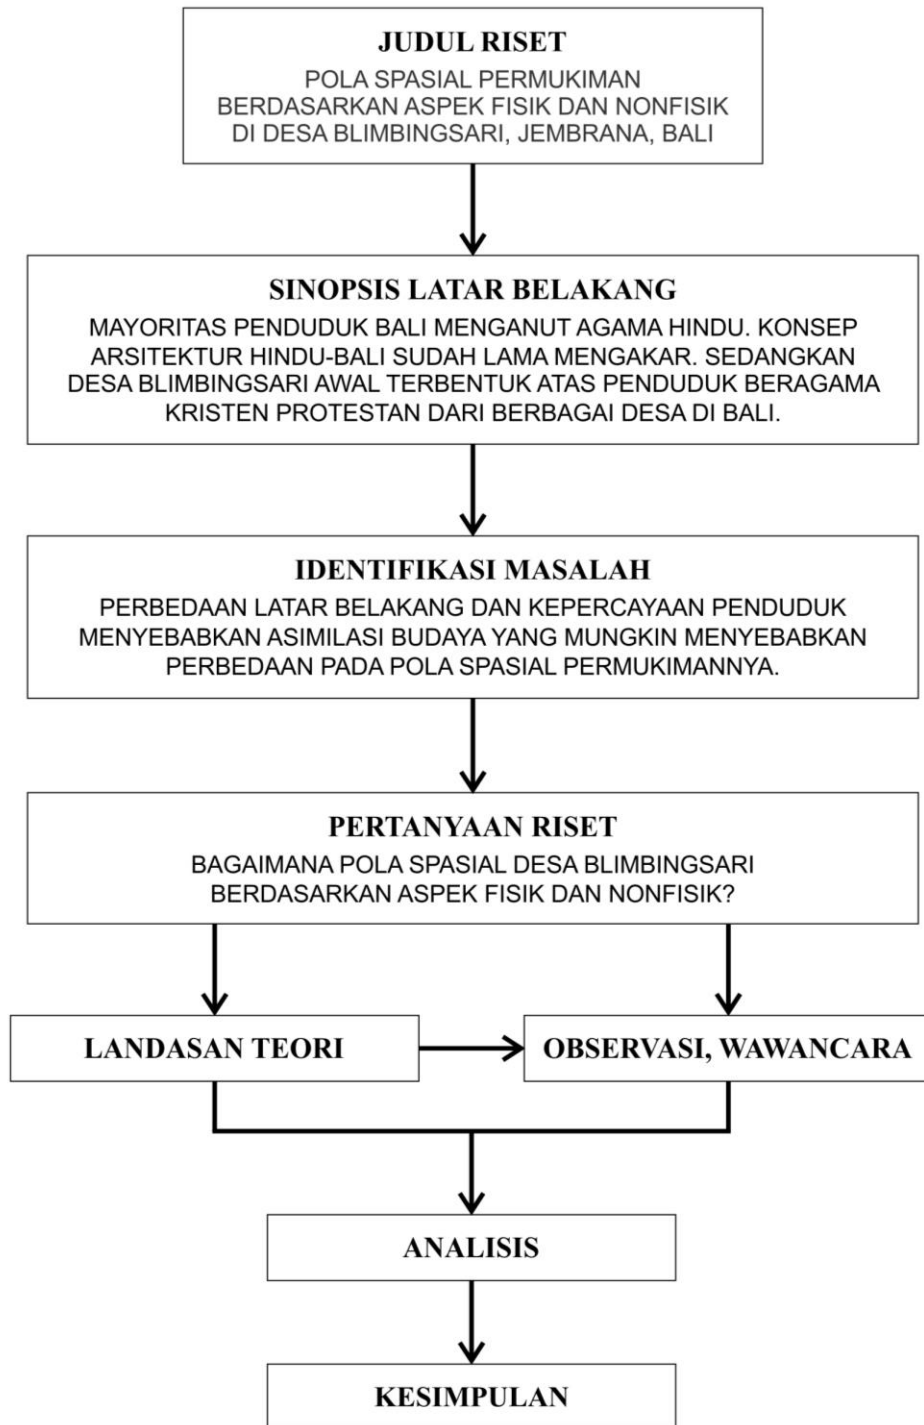 JUDUL RISET
POLA SPASIAL PERMUKIMAN
BERDASARKAN ASPEK FISIK DAN NONFISIK
DI DESA BLIMBINGSARI, JEMBRANA, BALI
SINOPSIS LATAR BELAKANG
MAYORITAS PENDUDUK BALI MENGANUT AGAMA HINDU. KONSEP
ARSITEKTUR HINDU-BALI SUDAH LAMA MENGAKAR. SEDANGKAN
DESA BLIMBINGSARI AWAL TERBENTUK ATAS PENDUDUK BERAGAMA
KRISTEN PROTESTAN DARI BERBAGAI DESA DI BALI.
IDENTIFIKASI MASALAH
PERBEDAAN LATAR BELAKANG DAN KEPERCAYAAN PENDUDUK
MENYEBABKAN ASIMILASI BUDAYA YANG MUNGKIN MENYEBABKAN
PERBEDAAN PADA POLA SPASIAL PERMUKIMANNYA.
PERTANYAAN RISET
BAGAIMANA POLA SPASIAL DESA BLIMBINGSARI
BERDASARKAN ASPEK FISIK DAN NONFISIK?
LANDASAN TEORI
OBSERVASI, WAWANCARA
ANALISIS
KESIMPULAN